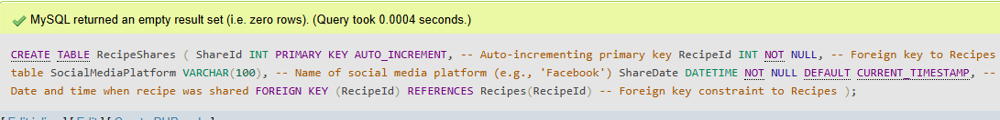 MySQL returned an empty result set (i.e. zero rows). (Query took 0.0004 seconds.)
CREATE TABLE RecipeShares ( ShareId INT PRIMARY KEY AUTO_INCREMENT, -- Auto-incrementing primary key RecipeId INT NOT NULL, -- Foreign key to Recipes
table SocialMediaPlatform VARCHAR(100), -- Name of social media platform (e.g., 'Facebook') ShareDate DATETIME NOT NULL DEFAULT CURRENT_TIMESTAMP, --
Date and time when recipe was shared FOREIGN KEY (RecipeId) REFERENCES Recipes(RecipeId) -- Foreign key constraint to Recipes );